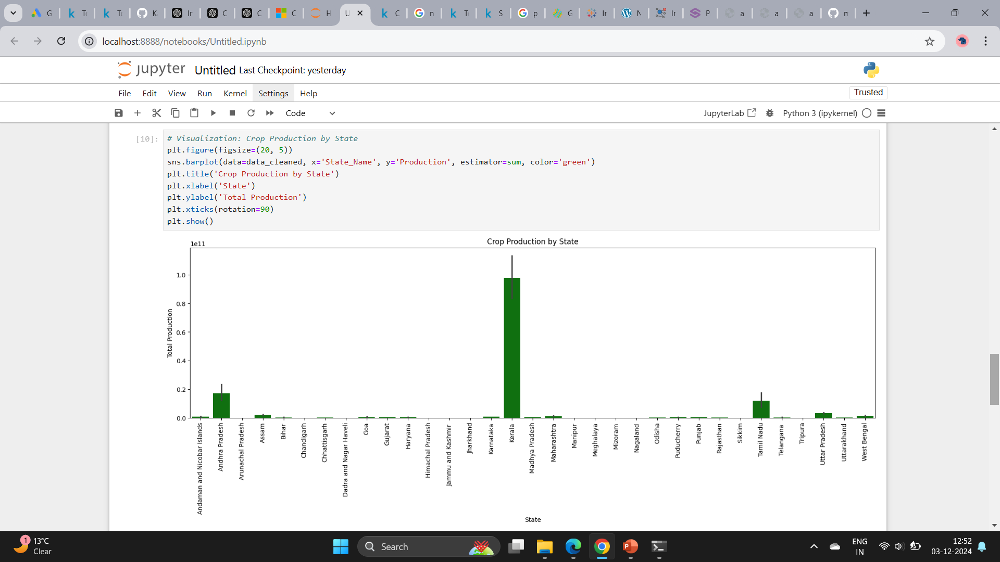 G
To
To
K
In
C
C
C
H
U
C
n
To
S
p
G
In
N
In
P
a
a
a
n
localhost:8888/notebooks/Untitled.ipynb
jupyter Untitled Last Checkpoint: yesterday
File Edit View Run Kernel Settings Help Trusted
Code JupyterLab Python 3 (ipykernel)
[10]: # Visualization: Crop Production by State
plt.figure(figsize=(20, 5))
sns.barplot(data=data_cleaned, x='State_Name', y='Production', estimator=sum, color='green')
plt.title('Crop Production by State')
plt.xlabel('State')
plt.ylabel('Total Production')
plt.xticks(rotation=90)
plt.show()
Crop Production by State
1e11
1.0
0.8
0.6
0.4
0.2
0.0
Total Production
Andaman and Nicobar Islands
Andhra Pradesh
Arunachal Pradesh
Assam
Bihar
Chandigarh
Chhattisgarh
Dadra and Nagar Haveli
Goa
Gujarat
Haryana
Himachal Pradesh
Jammu and Kashmir
Jharkhand
Karnataka
Kerala
Madhya Pradesh
Maharashtra
Manipur
Meghalaya
Mizoram
Nagaland
Odisha
Puducherry
Punjab
Rajasthan
Sikkim
Tamil Nadu
Telangana
Tripura
Uttar Pradesh
Uttarakhand
West Bengal
State
1
13°C
Clear
Search
ENG
IN
12:52
03-12-2024